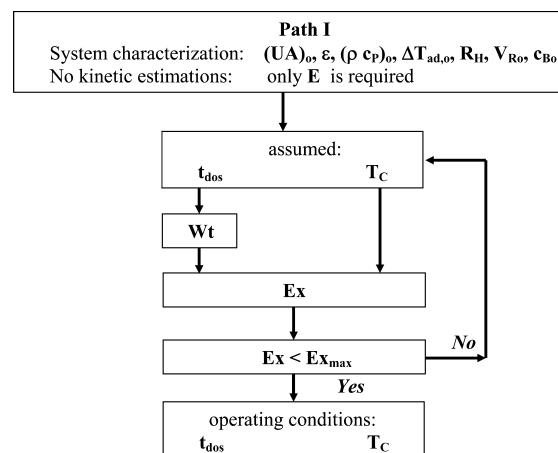 Path I
System characterization: (UA)ₒ, ε, (ρ cP)ₒ, ΔTad,o, RH, VRo, cBo
No kinetic estimations: only E is required
assumed:
tdos TC
Wt
Ex
Ex < Exmax
No
Yes
operating conditions:
tdos TC